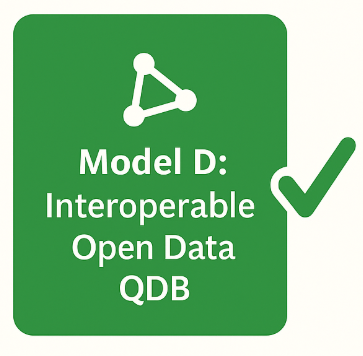 Model D:
Interoperable
Open Data
QDB